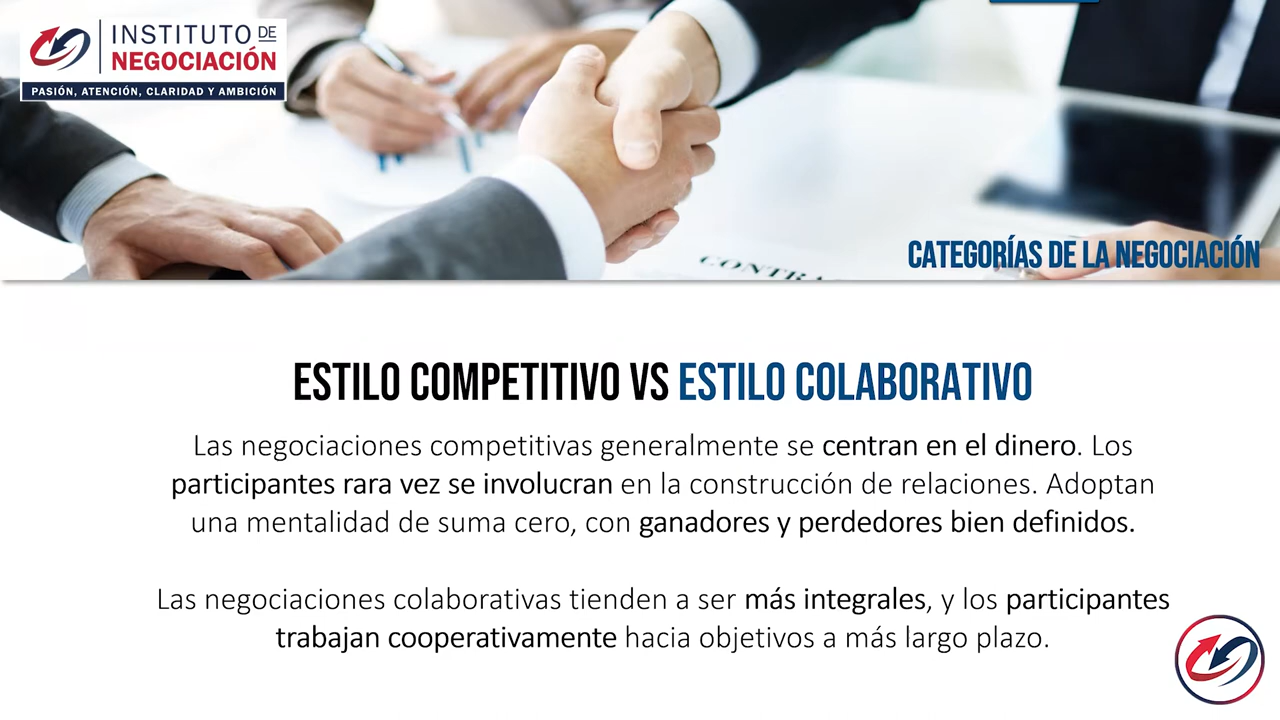 INSTITUTO DE
NEGOCIACIÓN
PASIÓN, ATENCIÓN, CLARIDAD Y AMBICIÓN
CATEGORÍAS DE LA NEGOCIACIÓN
ESTILO COMPETITIVO VS ESTILO COLABORATIVO
Las negociaciones competitivas generalmente se centran en el dinero. Los
participantes rara vez se involucran en la construcción de relaciones. Adoptan
una mentalidad de suma cero, con ganadores y perdedores bien definidos.
Las negociaciones colaborativas tienden a ser más integrales, y los participantes
trabajan cooperativamente hacia objetivos a más largo plazo.